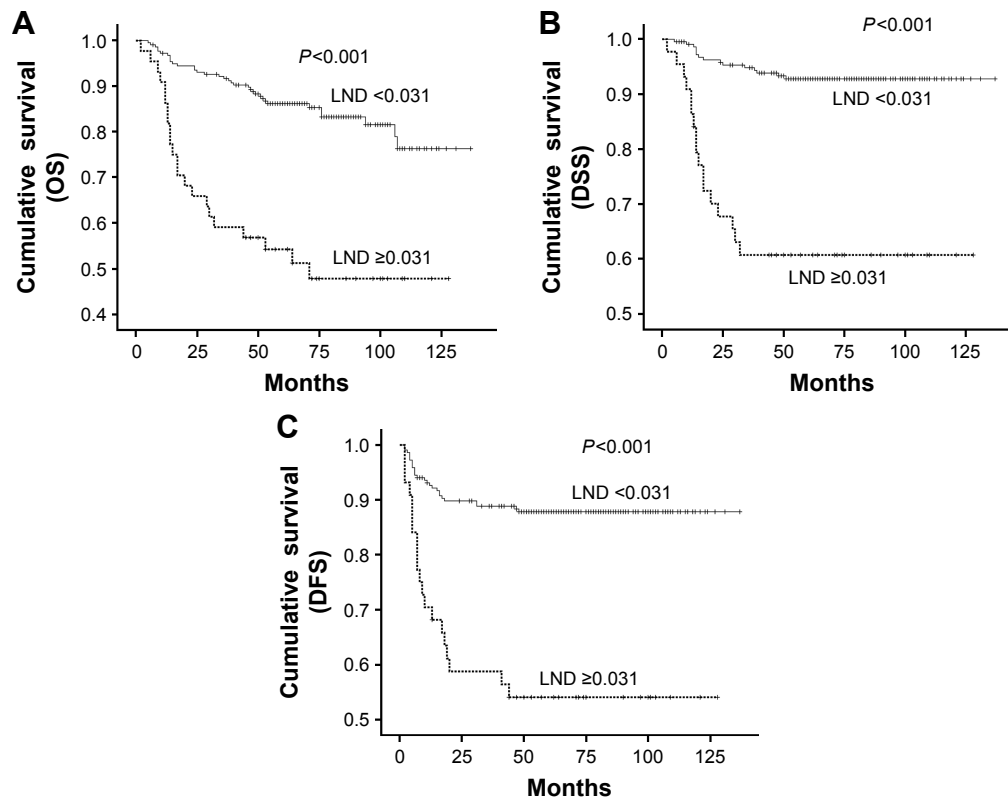 A
Cumulative survival
(OS)
1.0
0.9
0.8
0.7
0.6
0.5
0.4
P<0.001
LND <0.031
LND ≥0.031
0 25 50 75 100 125
Months
B
Cumulative survival
(DSS)
1.0
0.9
0.8
0.7
0.6
0.5
P<0.001
LND <0.031
LND ≥0.031
0 25 50 75 100 125
Months
C
Cumulative survival
(DFS)
1.0
0.9
0.8
0.7
0.6
0.5
P<0.001
LND <0.031
LND ≥0.031
0 25 50 75 100 125
Months